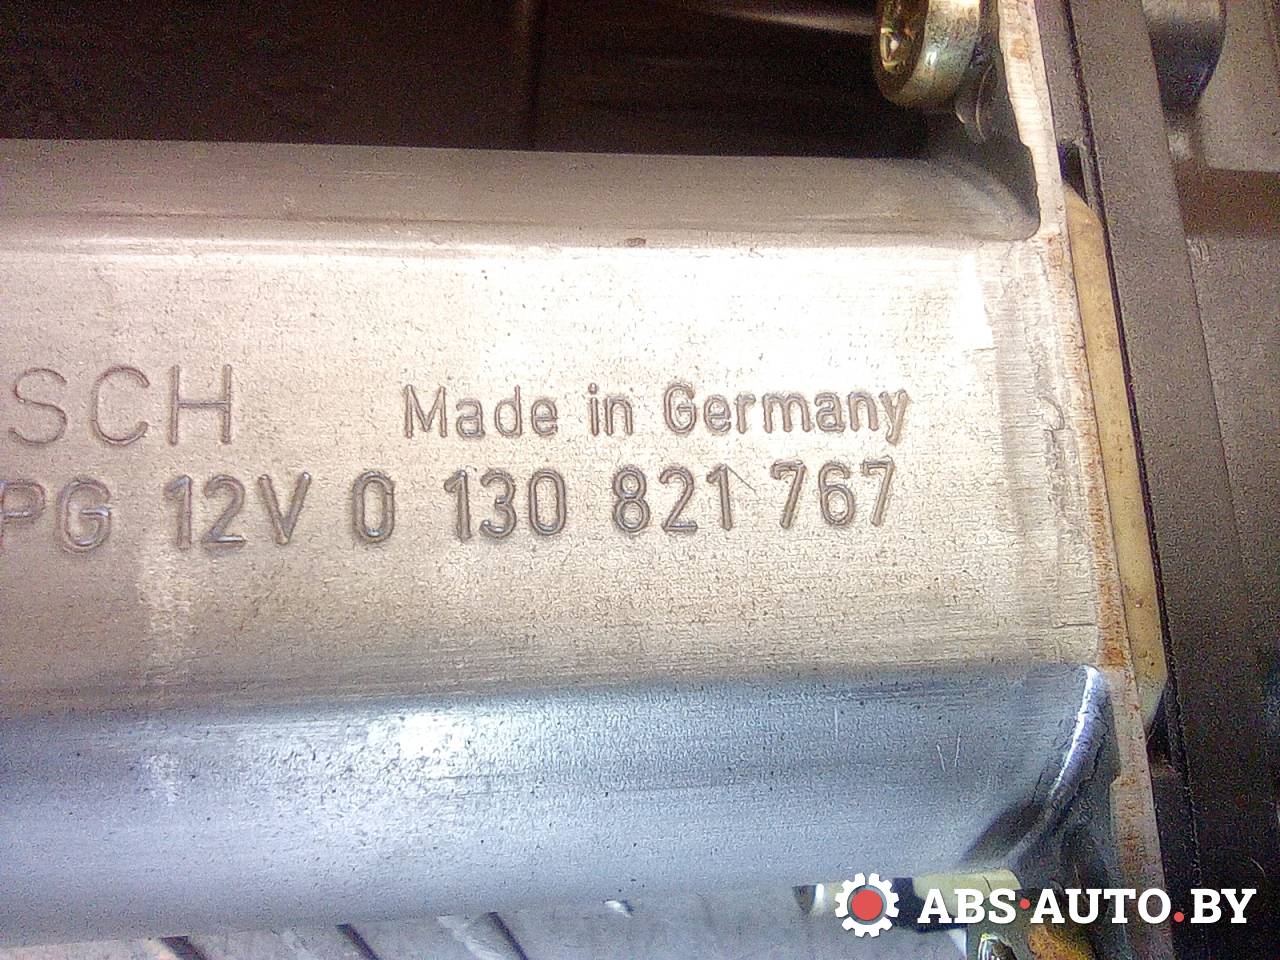 SCH Made in Germany
PG 12V 0 130 821 767
ABS·AUTO.BY